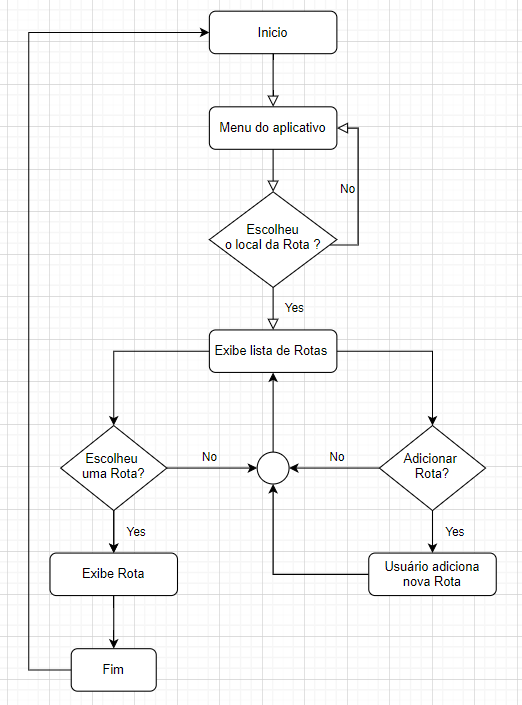 Inicio
Menu do aplicativo
No
Escolheu
o local da Rota ?
Yes
Exibe lista de Rotas
Escolheu
uma Rota?
No
No
Adicionar
Rota?
Yes
Yes
Exibe Rota
Usuário adiciona
nova Rota
Fim